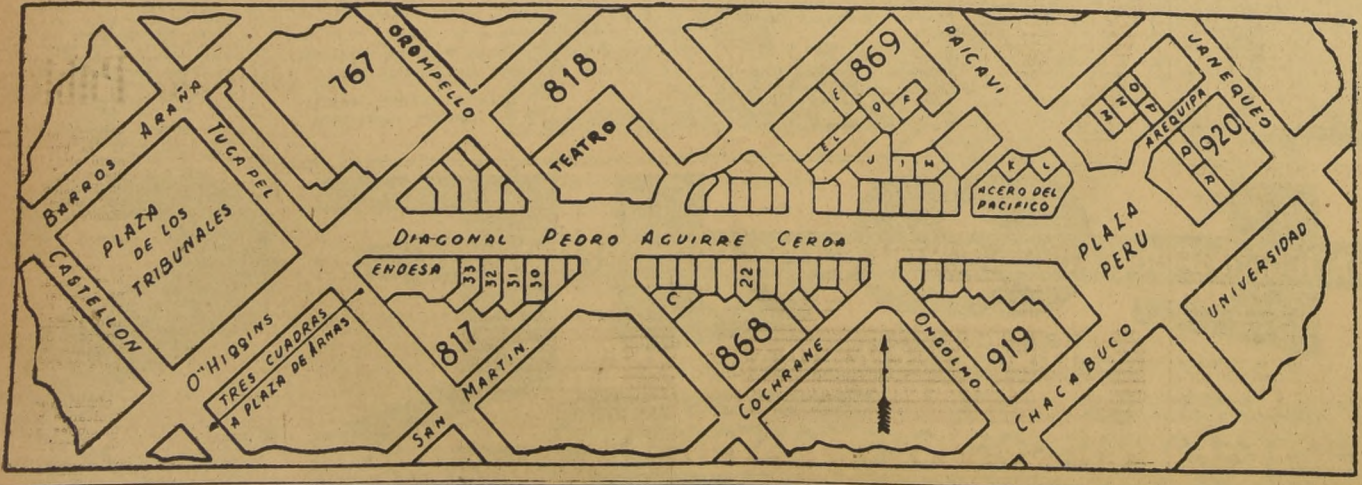 BARROS ARAÑA
TUCAPEL
767
OROMPELLO
818
TEATRO
869
E
EL
Q
F
J
I
H
PAICAVI
K
L
ACERO DEL
PACIFICO
JANEQUEO
M
N
O
P
AREQUIPA
920
Q
R
PLAZA
DE LOS
TRIBUNALES
CASTELLON
DIAGONAL PEDRO AGUIRRE CERDA
PLAZA
PERU
UNIVERSIDAD
ENDESA
33
32
31
30
817
C
22
868
919
ONGOLMO
O"HIGGINS
TRES CUADRAS
A PLAZA DE ARMAS
SAN MARTIN
COCHRANE
CHACABUCO